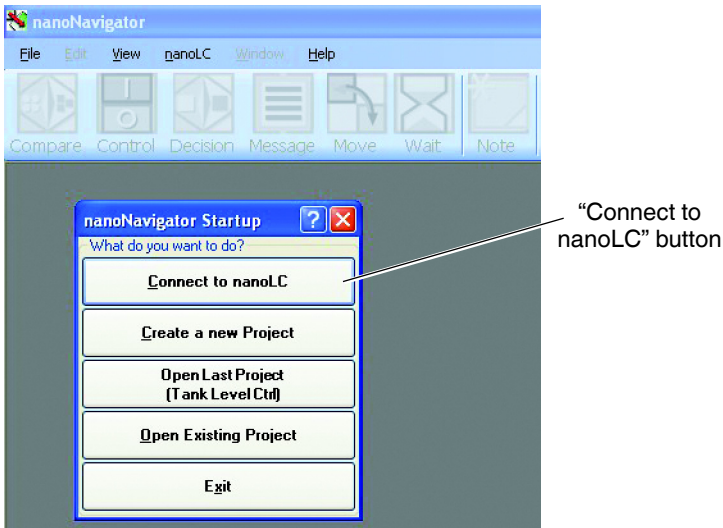 nanoNavigator
File Edit View nanoLC Window Help
Compare Control Decision Message Move Wait Note
nanoNavigator Startup ?
What do you want to do?
Connect to nanoLC
Create a new Project
Open Last Project
(Tank Level Ctrl)
Open Existing Project
Exit
“Connect to
nanoLC” button